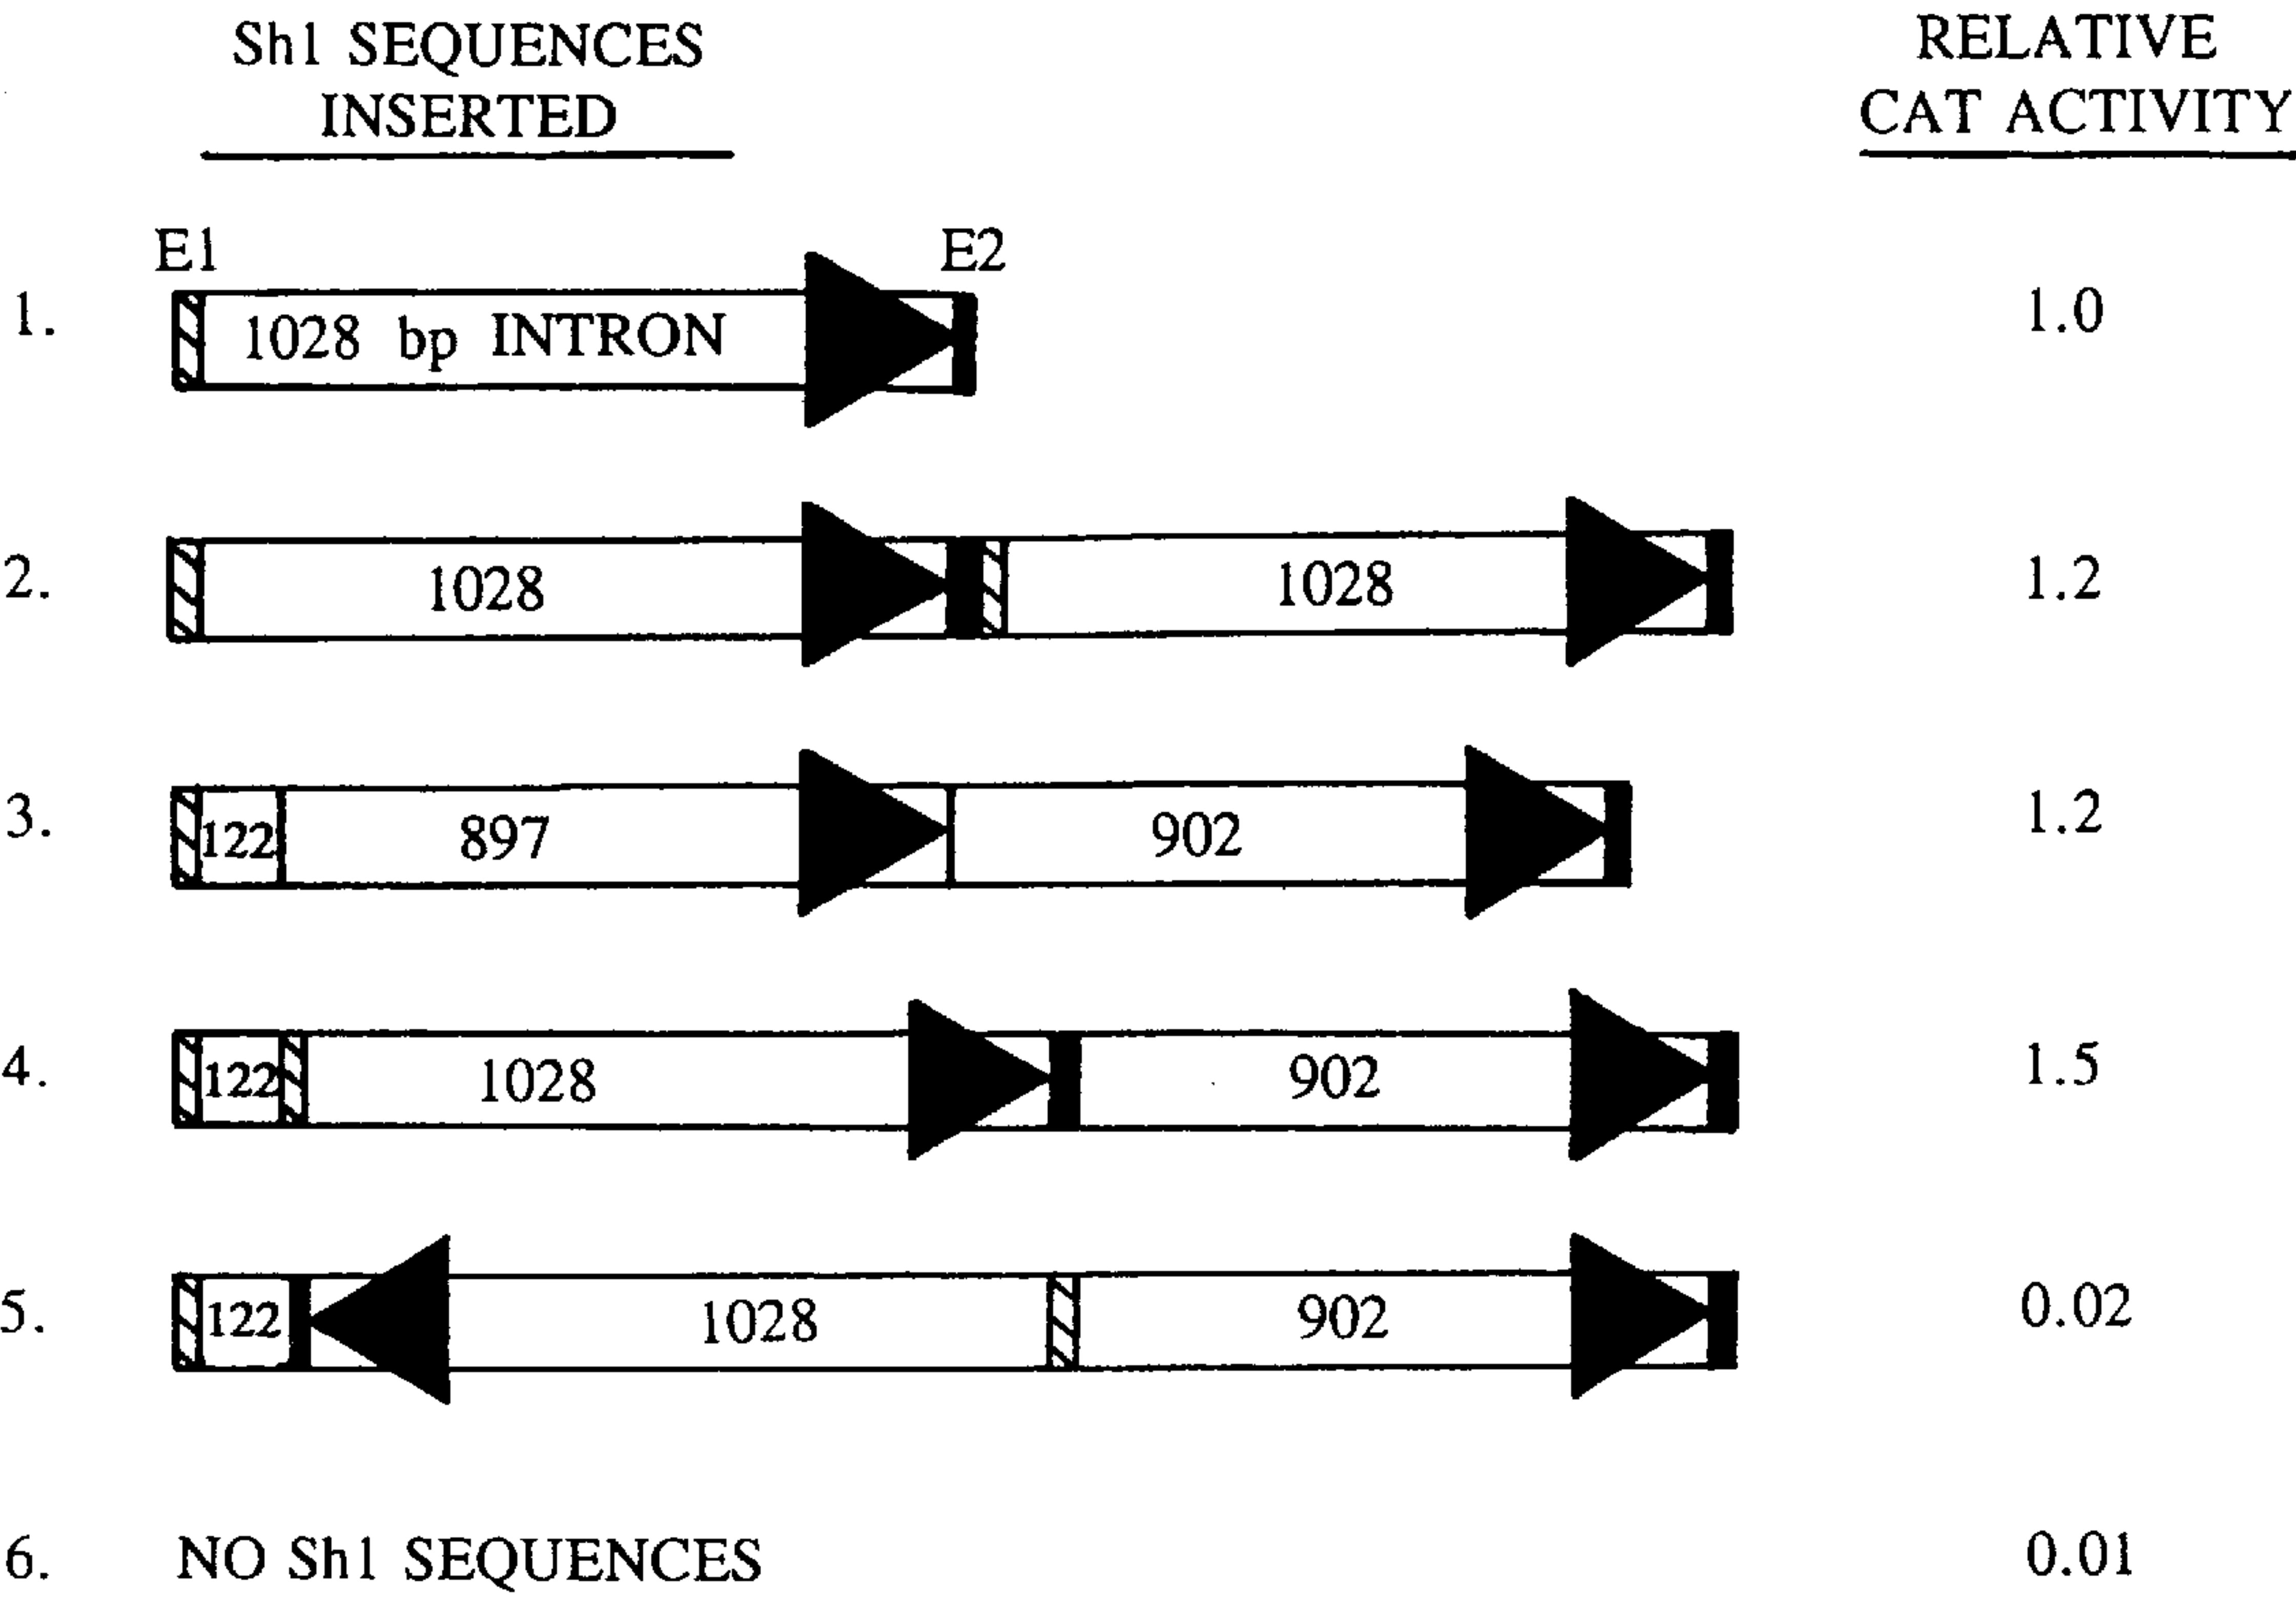 Sh1 SEQUENCES
INSERTED
RELATIVE
CAT ACTIVITY
E1
E2
1.
1028 bp INTRON
1.0
2.
1028
1028
1.2
3.
122
897
902
1.2
4.
122
1028
902
1.5
5.
122
1028
902
0.02
6.
NO Sh1 SEQUENCES
0.01